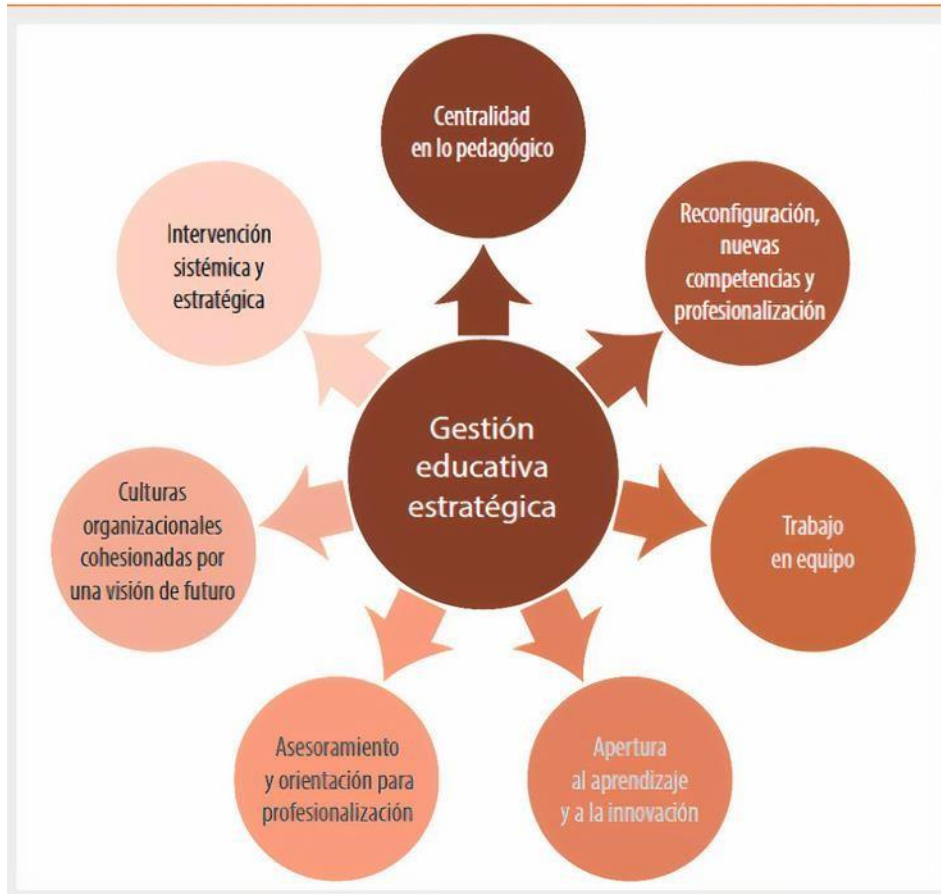 Centralidad
en lo pedagógico
Reconfiguración,
nuevas
competencias y
profesionalización
Trabajo
en equipo
Apertura
al aprendizaje
y a la innovación
Asesoramiento
y orientación para
profesionalización
Culturas
organizacionales
cohesionadas por
una visión de futuro
Intervención
sistémica y
estratégica
Gestión
educativa
estratégica